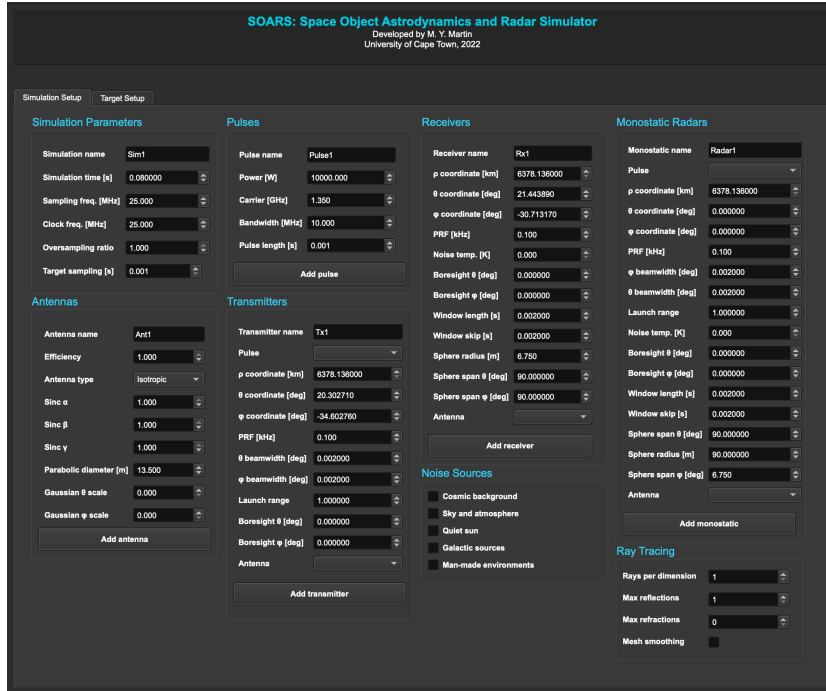 SOARS: Space Object Astrodynamics and Radar Simulator
Developed by M. Y. Martin
University of Cape Town, 2022
Simulation Setup
Target Setup
Simulation Parameters
Simulation name Sim1
Simulation time [s] 0.080000
Sampling freq. [MHz] 25.000
Clock freq. [MHz] 25.000
Oversampling ratio 1.000
Target sampling [s] 0.001
Antennas
Antenna name Ant1
Efficiency 1.000
Antenna type Isotropic
Sinc α 1.000
Sinc β 1.000
Sinc γ 1.000
Parabolic diameter [m] 13.500
Gaussian θ scale 0.000
Gaussian φ scale 0.000
Add antenna
Pulses
Pulse name Pulse1
Power [W] 10000.000
Carrier [GHz] 1.350
Bandwidth [MHz] 10.000
Pulse length [s] 0.001
Add pulse
Transmitters
Transmitter name Tx1
Pulse
ρ coordinate [km] 6378.136000
θ coordinate [deg] 20.302710
φ coordinate [deg] -34.602760
PRF [kHz] 0.100
θ beamwidth [deg] 0.002000
φ beamwidth [deg] 0.002000
Launch range 1.000000
Boresight θ [deg] 0.000000
Boresight φ [deg] 0.000000
Antenna
Add transmitter
Receivers
Receiver name Rx1
ρ coordinate [km] 6378.136000
θ coordinate [deg] 21.443890
φ coordinate [deg] -30.713170
PRF [kHz] 0.100
Noise temp. [K] 0.000
Boresight θ [deg] 0.000000
Boresight φ [deg] 0.000000
Window length [s] 0.002000
Window skip [s] 0.002000
Sphere radius [m] 6.750
Sphere span θ [deg] 90.000000
Sphere span φ [deg] 90.000000
Antenna
Add receiver
Noise Sources
Cosmic background
Sky and atmosphere
Quiet sun
Galactic sources
Man-made environments
Monostatic Radars
Monostatic name Radar1
Pulse
ρ coordinate [km] 6378.136000
θ coordinate [deg] 0.000000
φ coordinate [deg] 0.000000
PRF [kHz] 0.100
φ beamwidth [deg] 0.002000
θ beamwidth [deg] 0.002000
Launch range 1.000000
Noise temp. [K] 0.000
Boresight θ [deg] 0.000000
Boresight φ [deg] 0.000000
Window length [s] 0.002000
Window skip [s] 0.002000
Sphere span θ [deg] 90.000000
Sphere radius [m] 90.000000
Sphere span φ [deg] 6.750
Antenna
Add monostatic
Ray Tracing
Rays per dimension 1
Max reflections 1
Max refractions 0
Mesh smoothing